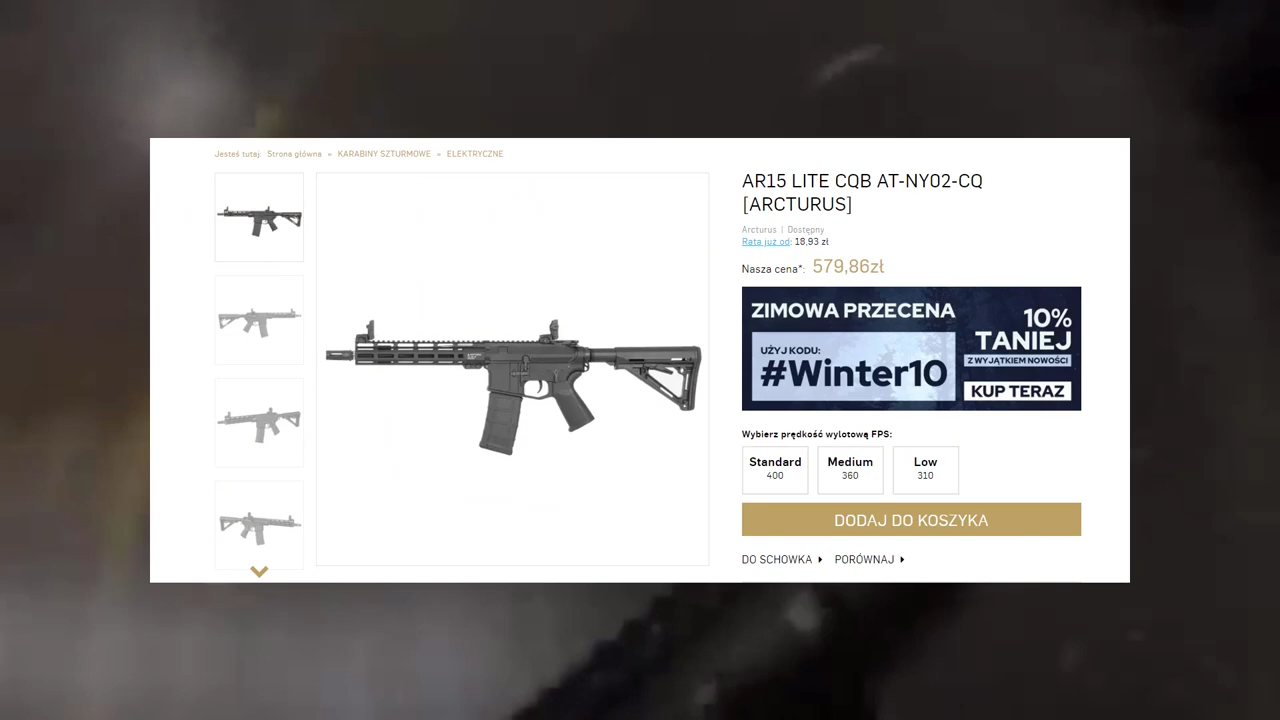 Jesteś tutaj: Strona główna » KARABINY SZTURMOWE » ELEKTRYCZNE
AR15 LITE CQB AT-NY02-CQ
[ARCTURUS]
Arcturus | Dostępny
Rata już od: 18,93 zł
Nasza cena*: 579,86zł
ZIMOWA PRZECENA
UŻYJ KODU:
#Winter10
10%
TANIEJ
Z WYJĄTKIEM NOWOŚCI
KUP TERAZ
Wybierz prędkość wylotową FPS:
Standard Medium Low
400 360 310
DODAJ DO KOSZYKA
DO SCHOWKA PORÓWNAJ